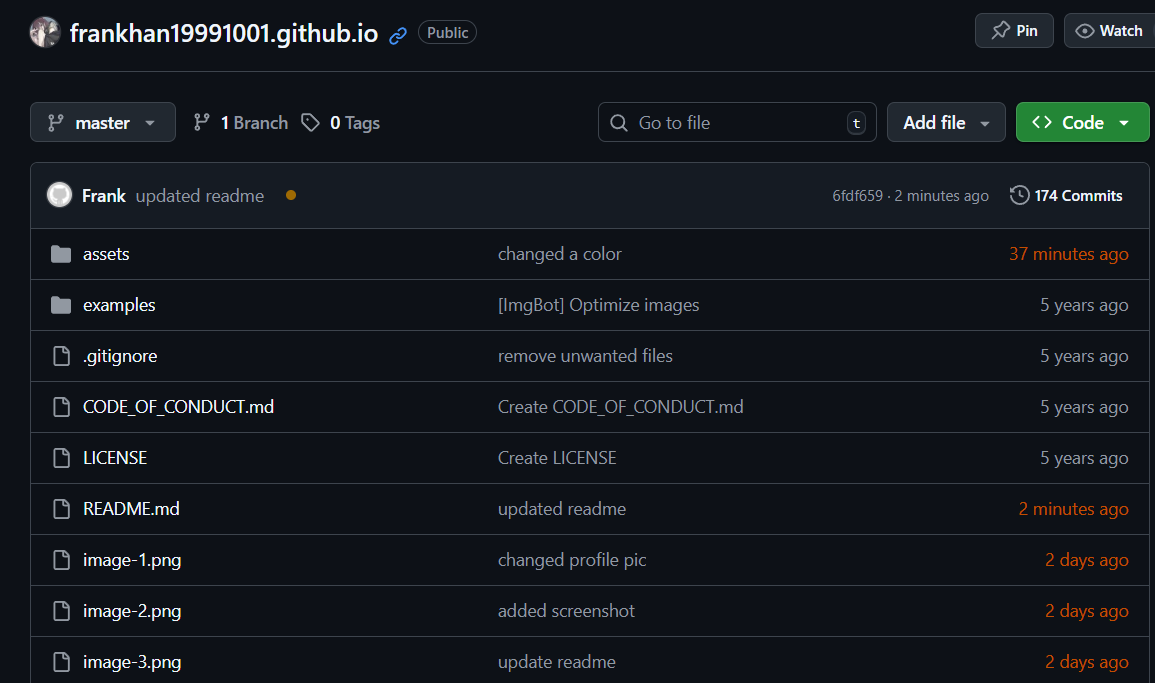 frankhan19991001.github.io Public Pin Watch
master 1 Branch 0 Tags Go to file t Add file Code
Frank updated readme 6fdf659 · 2 minutes ago 174 Commits
assets changed a color 37 minutes ago
examples [ImgBot] Optimize images 5 years ago
.gitignore remove unwanted files 5 years ago
CODE_OF_CONDUCT.md Create CODE_OF_CONDUCT.md 5 years ago
LICENSE Create LICENSE 5 years ago
README.md updated readme 2 minutes ago
image-1.png changed profile pic 2 days ago
image-2.png added screenshot 2 days ago
image-3.png update readme 2 days ago